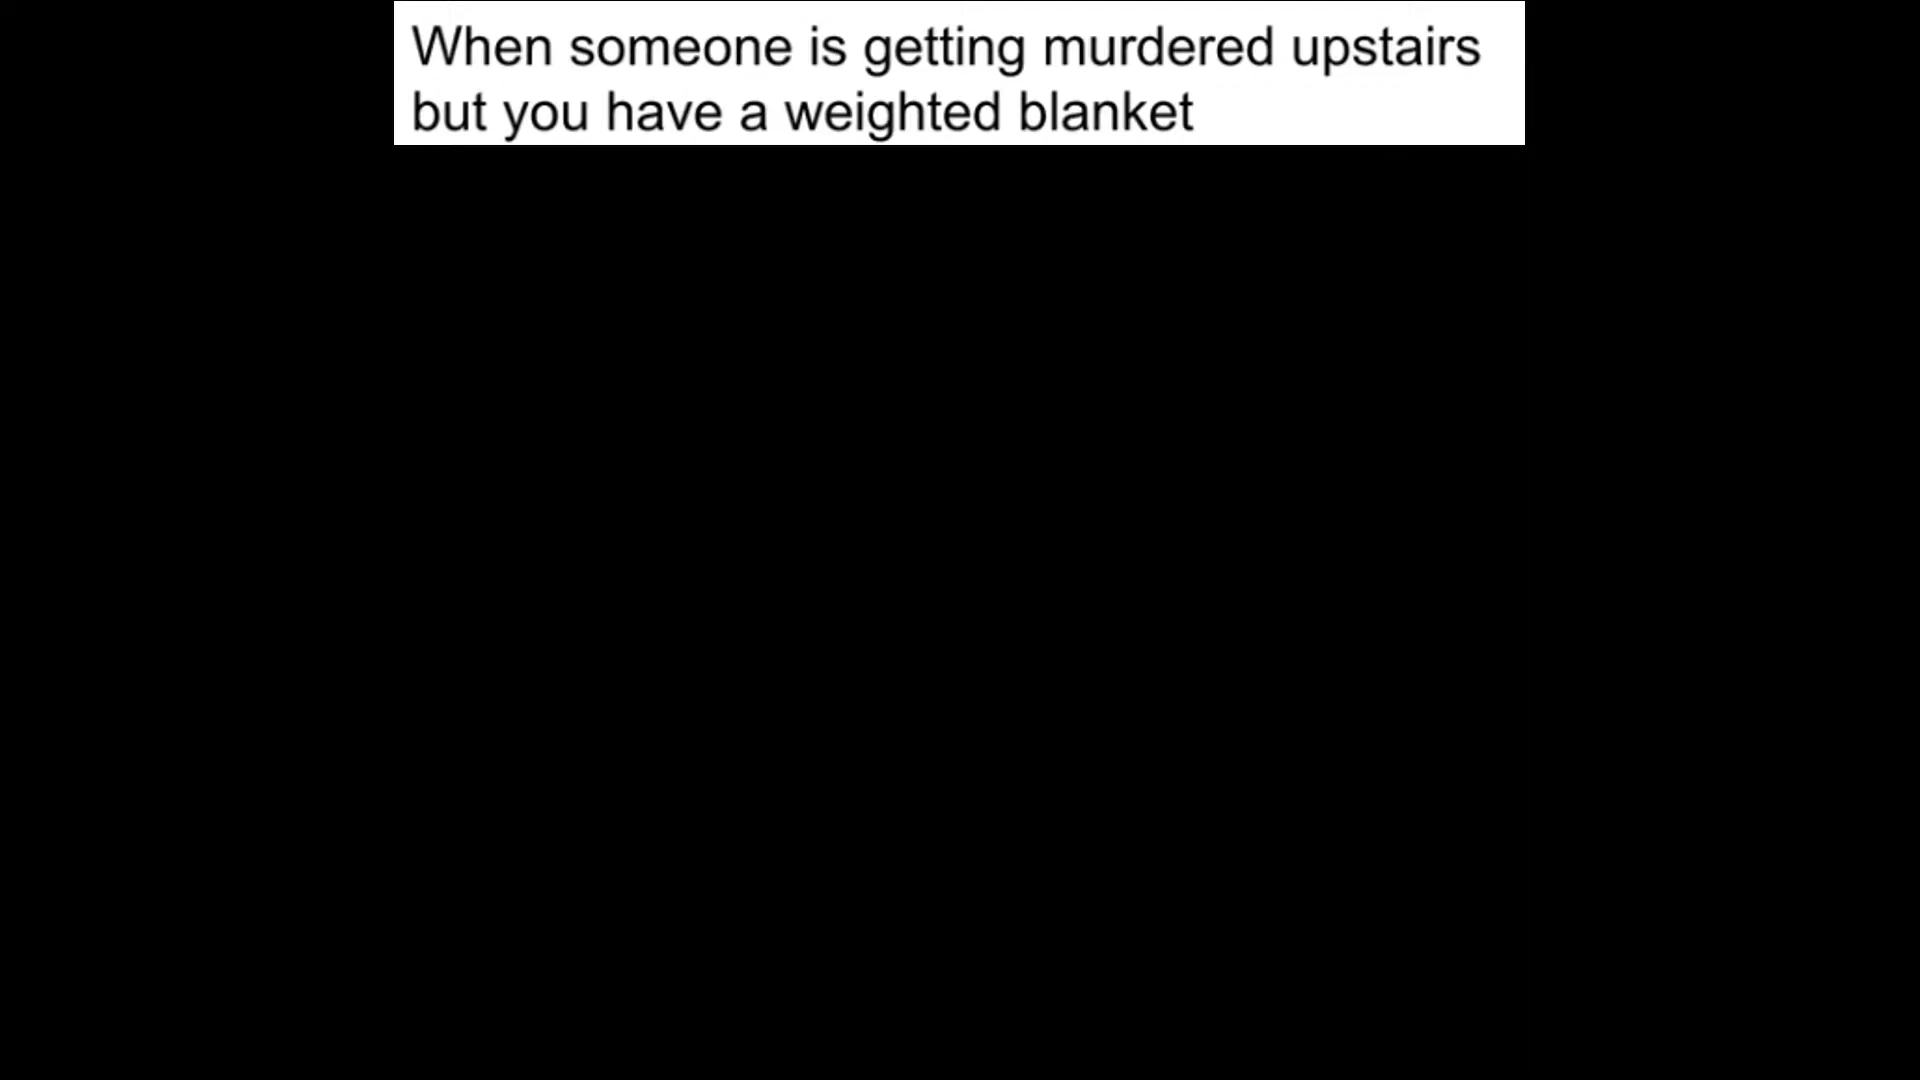 When someone is getting murdered upstairs
but you have a weighted blanket